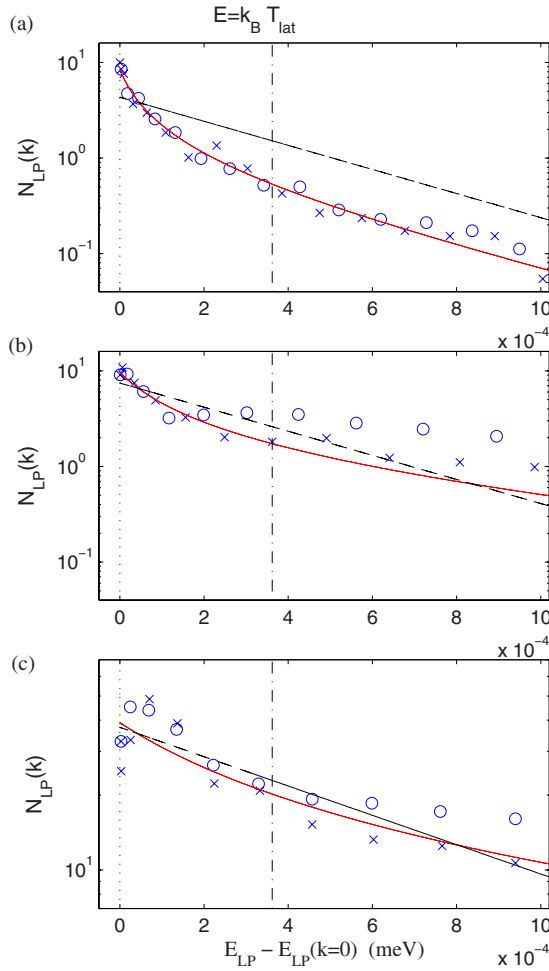 E=k_B T_lat
(a)
10^1
10^0
10^-1
N_LP(k)
0 2 4 6 8 10
x 10^-4
(b)
10^1
10^0
10^-1
N_LP(k)
0 2 4 6 8 10
x 10^-4
(c)
10^1
N_LP(k)
0 2 4 6 8 10
E_LP − E_LP(k=0) (meV)
x 10^-4